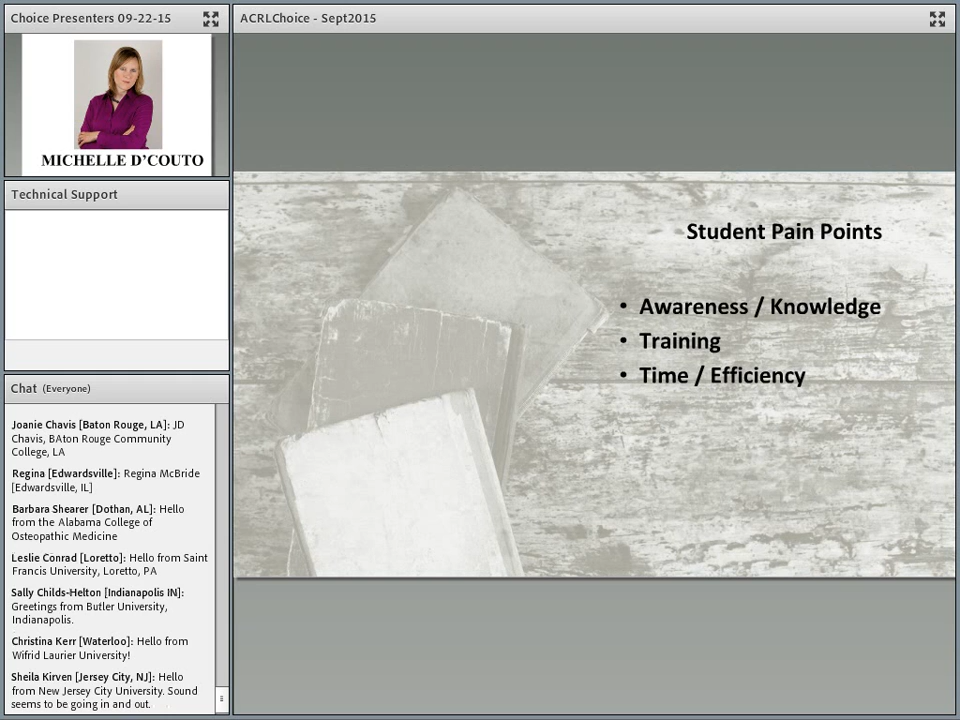 Choice Presenters 09-22-15
MICHELLE D'COUTO
Technical Support
Chat (Everyone)
Joanie Chavis [Baton Rouge, LA]: JD
Chavis, BAton Rouge Community
College, LA
Regina [Edwardsville]: Regina McBride
[Edwardsville, IL]
Barbara Shearer [Dothan, AL]: Hello
from the Alabama College of
Osteopathic Medicine
Leslie Conrad [Loretto]: Hello from Saint
Francis University, Loretto, PA
Sally Childs-Helton [Indianapolis IN]:
Greetings from Butler University,
Indianapolis.
Christina Kerr [Waterloo]: Hello from
Wifrid Laurier University!
Sheila Kirven [Jersey City, NJ]: Hello
from New Jersey City University. Sound
seems to be going in and out.
ACRLChoice - Sept2015
Student Pain Points
• Awareness / Knowledge
• Training
• Time / Efficiency